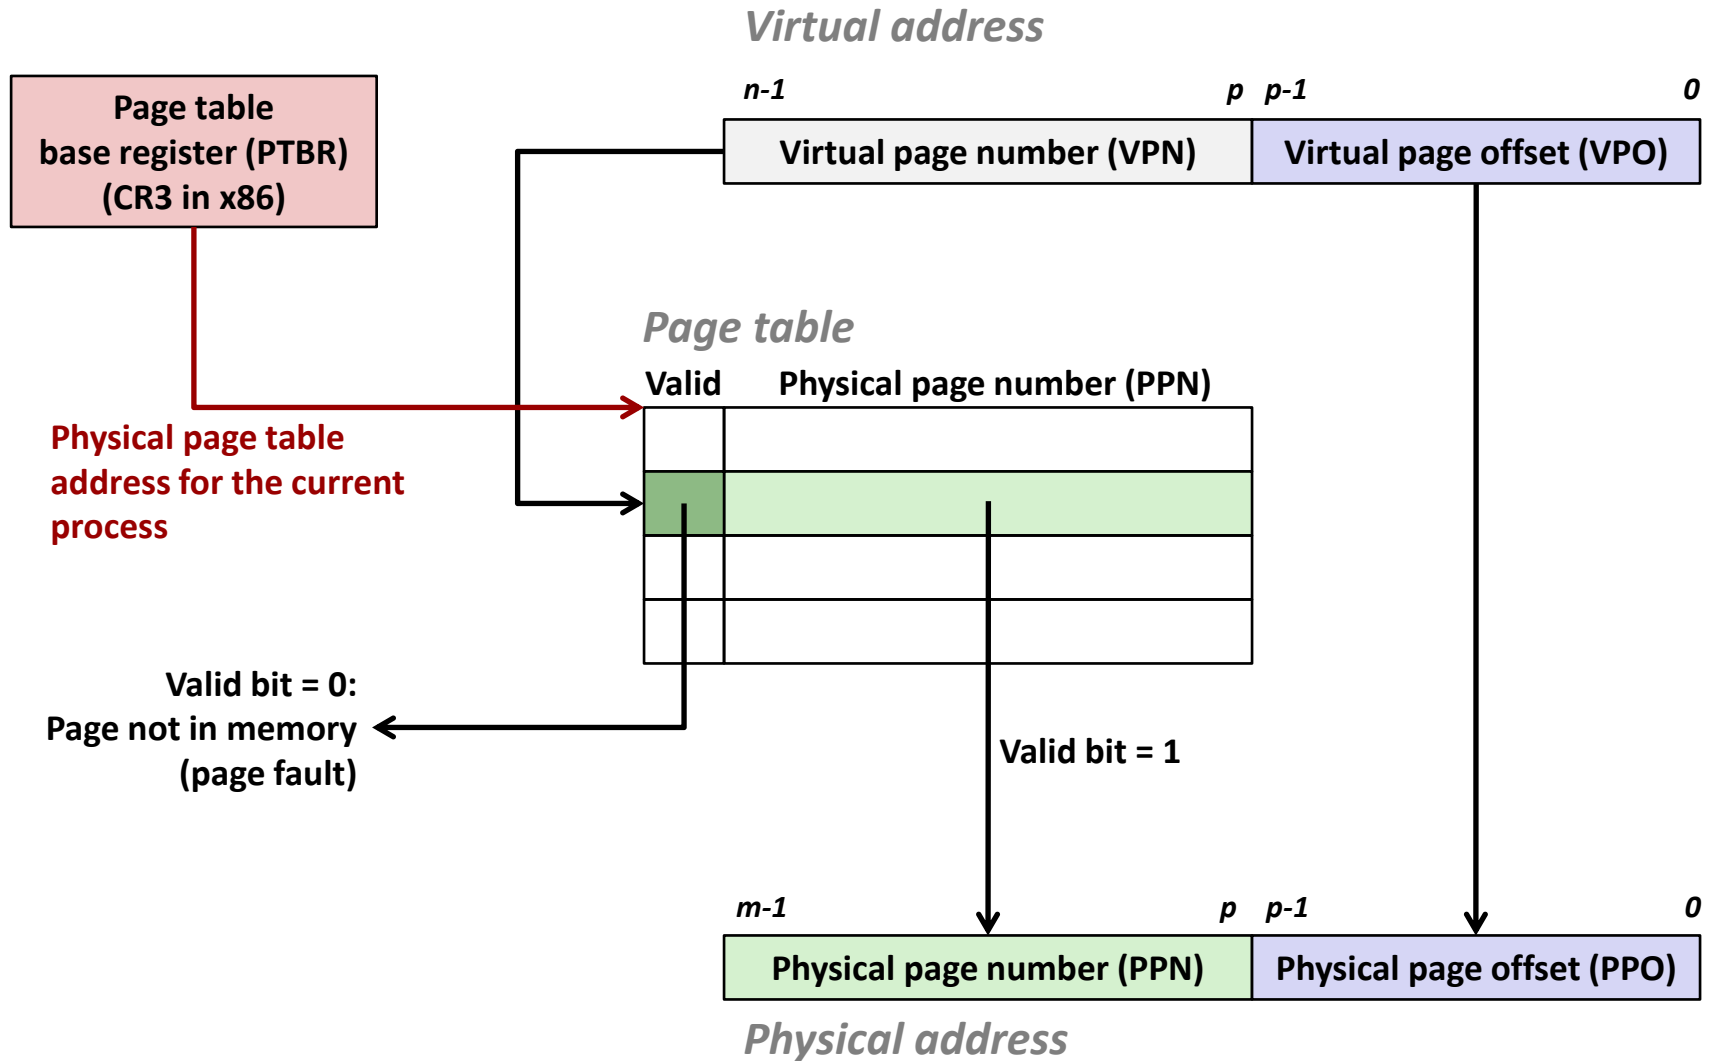 Virtual address
n-1 p p-1 0
Page table
base register (PTBR)
(CR3 in x86)
Virtual page number (VPN) Virtual page offset (VPO)
Page table
Valid Physical page number (PPN)
Physical page table
address for the current
process
Valid bit = 0:
Page not in memory
(page fault)
Valid bit = 1
m-1 p p-1 0
Physical page number (PPN) Physical page offset (PPO)
Physical address